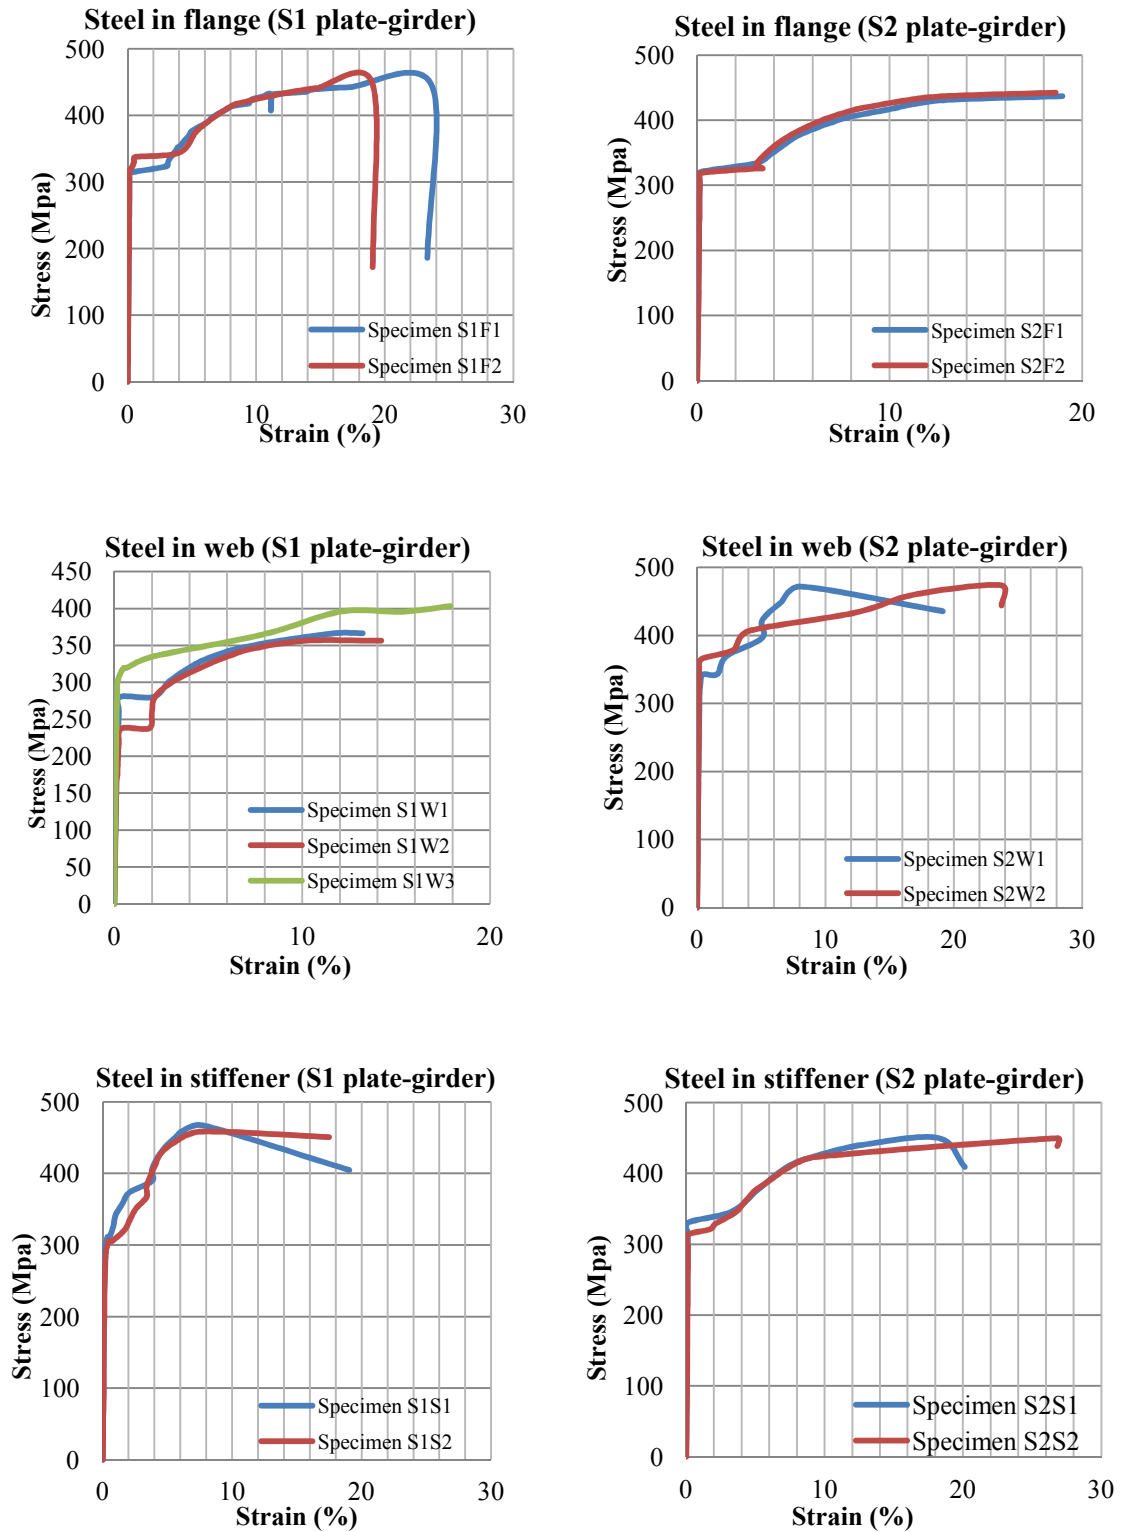 Steel in flange (S1 plate-girder)
500
400
300
200
100
0
0
10
20
30
Stress (Mpa)
Strain (%)
Specimen S1F1
Specimen S1F2
Steel in flange (S2 plate-girder)
500
400
300
200
100
0
0
10
20
Stress (Mpa)
Strain (%)
Specimen S2F1
Specimen S2F2
Steel in web (S1 plate-girder)
450
400
350
300
250
200
150
100
50
0
0
10
20
Stress (Mpa)
Strain (%)
Specimen S1W1
Specimen S1W2
Specimem S1W3
Steel in web (S2 plate-girder)
500
400
300
200
100
0
0
10
20
30
Stress (Mpa)
Strain (%)
Specimen S2W1
Specimen S2W2
Steel in stiffener (S1 plate-girder)
500
400
300
200
100
0
0
10
20
30
Stress (Mpa)
Strain (%)
Specimen S1S1
Specimen S1S2
Steel in stiffener (S2 plate-girder)
500
400
300
200
100
0
0
10
20
30
Stress (Mpa)
Strain (%)
Specimen S2S1
Specimen S2S2